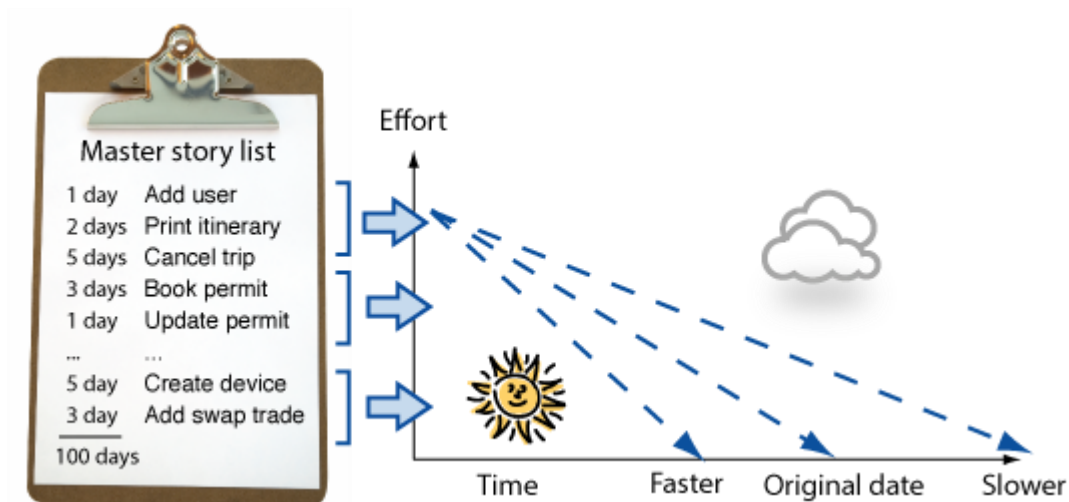 Master story list
1 day Add user
2 days Print itinerary
5 days Cancel trip
3 days Book permit
1 day Update permit
... ...
5 day Create device
3 day Add swap trade
100 days
Effort
Time Faster Original date Slower